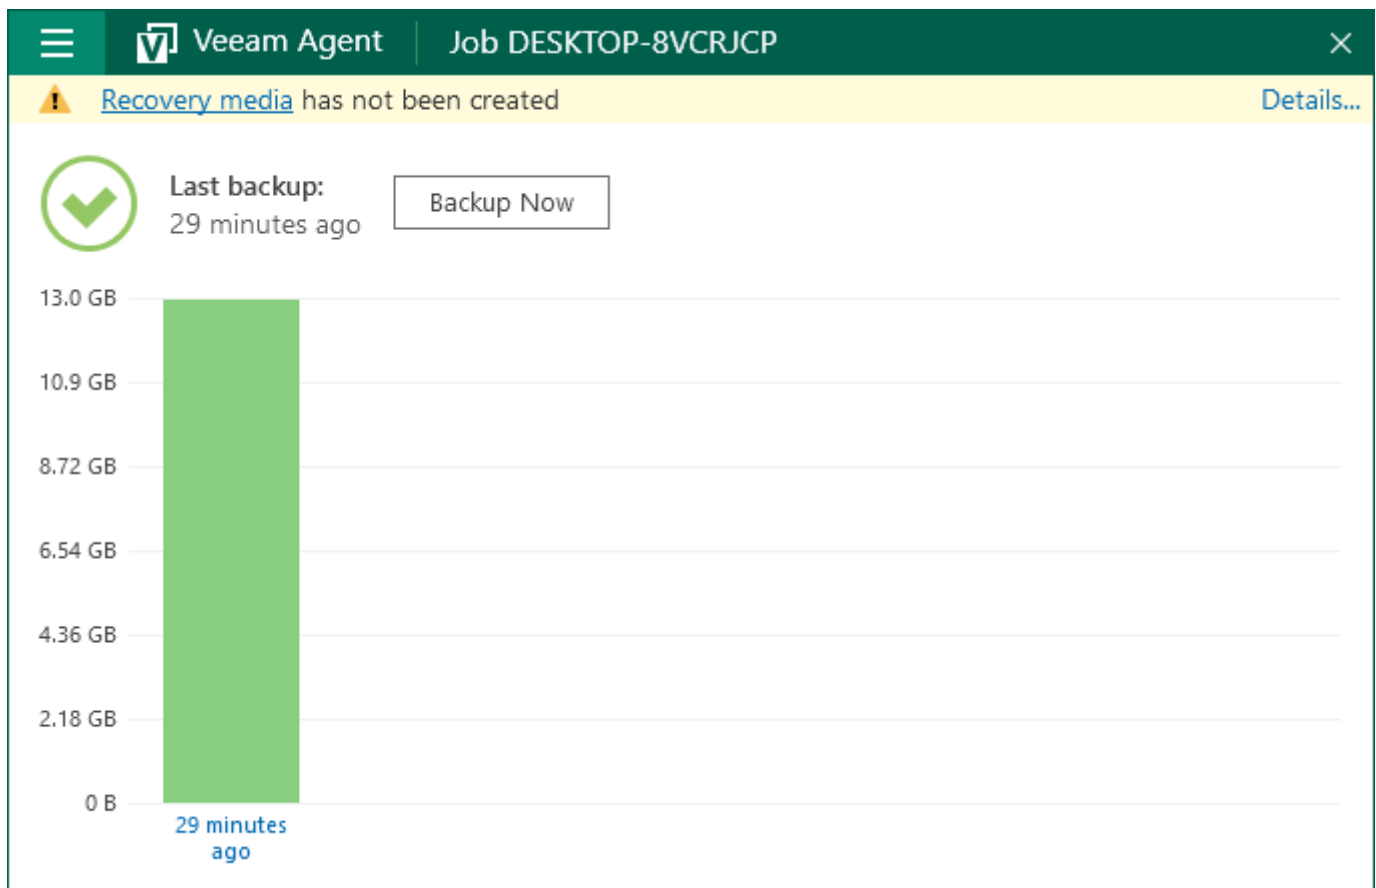 Veeam Agent Job DESKTOP-8VCRJCP
Recovery media has not been created Details...
Last backup:
29 minutes ago
Backup Now
13.0 GB
10.9 GB
8.72 GB
6.54 GB
4.36 GB
2.18 GB
0 B
29 minutes
ago